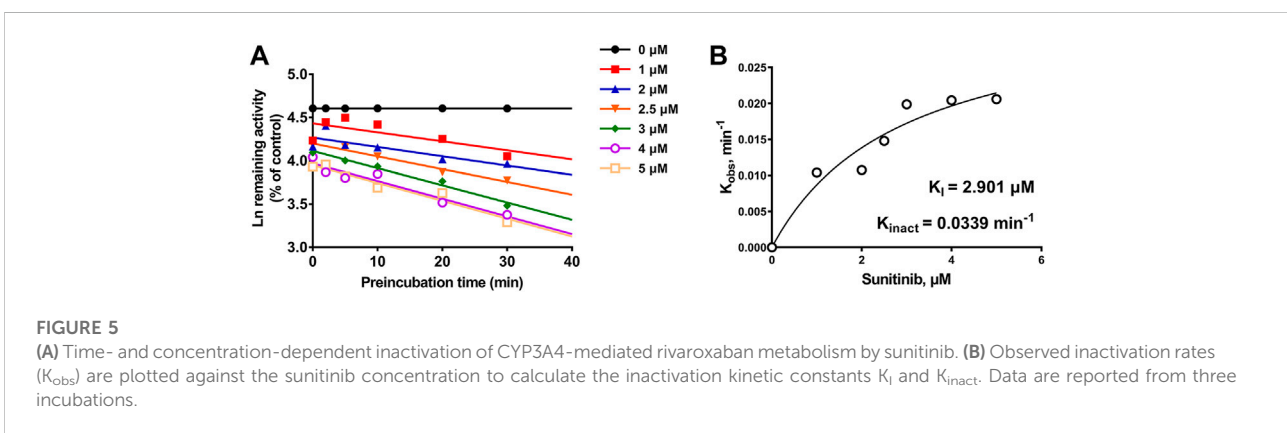 A
Ln remaining activity
(% of control)
5.0
4.5
4.0
3.5
3.0
0
10
20
30
40
Preincubation time (min)
0 µM
1 µM
2 µM
2.5 µM
3 µM
4 µM
5 µM
B
Kobs, min-1
0.025
0.020
0.015
0.010
0.005
0.000
0
2
4
6
Sunitinib, µM
KI = 2.901 µM
Kinact = 0.0339 min-1
FIGURE 5
(A) Time- and concentration-dependent inactivation of CYP3A4-mediated rivaroxaban metabolism by sunitinib. (B) Observed inactivation rates
(Kobs) are plotted against the sunitinib concentration to calculate the inactivation kinetic constants KI and Kinact. Data are reported from three
incubations.